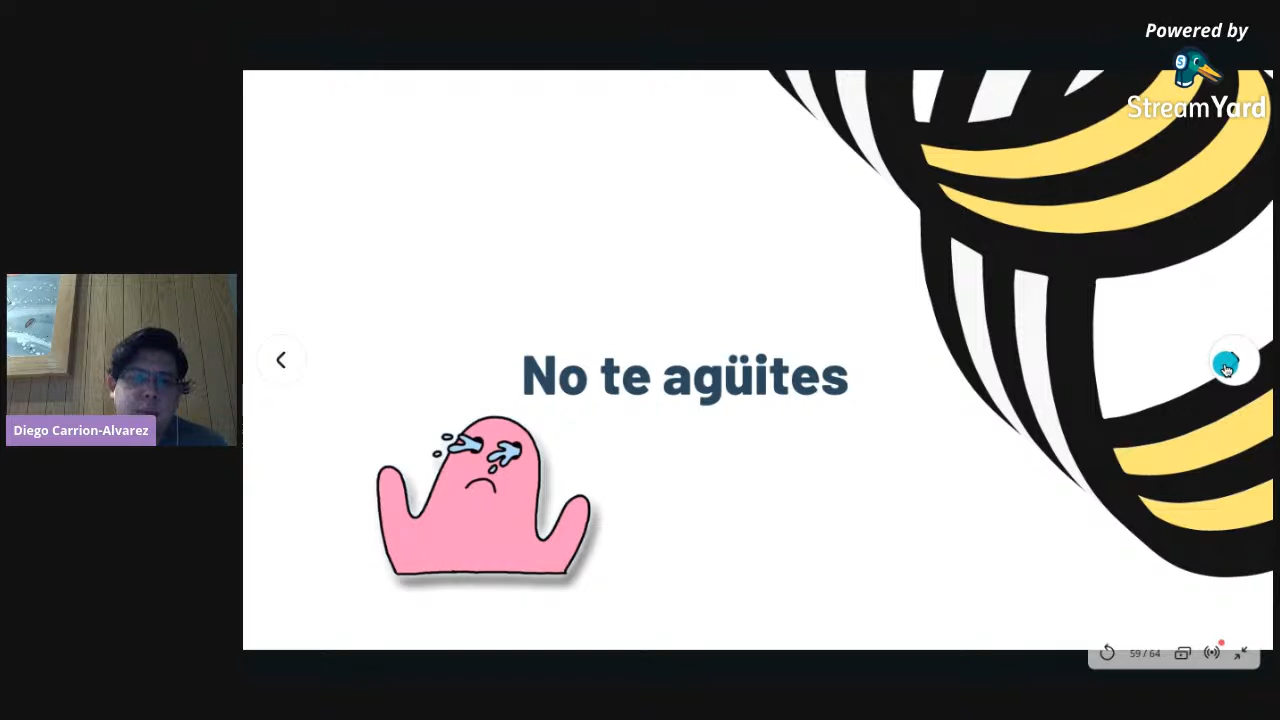 Powered by
StreamYard
No te agüites
Diego Carrion-Alvarez
59 / 64